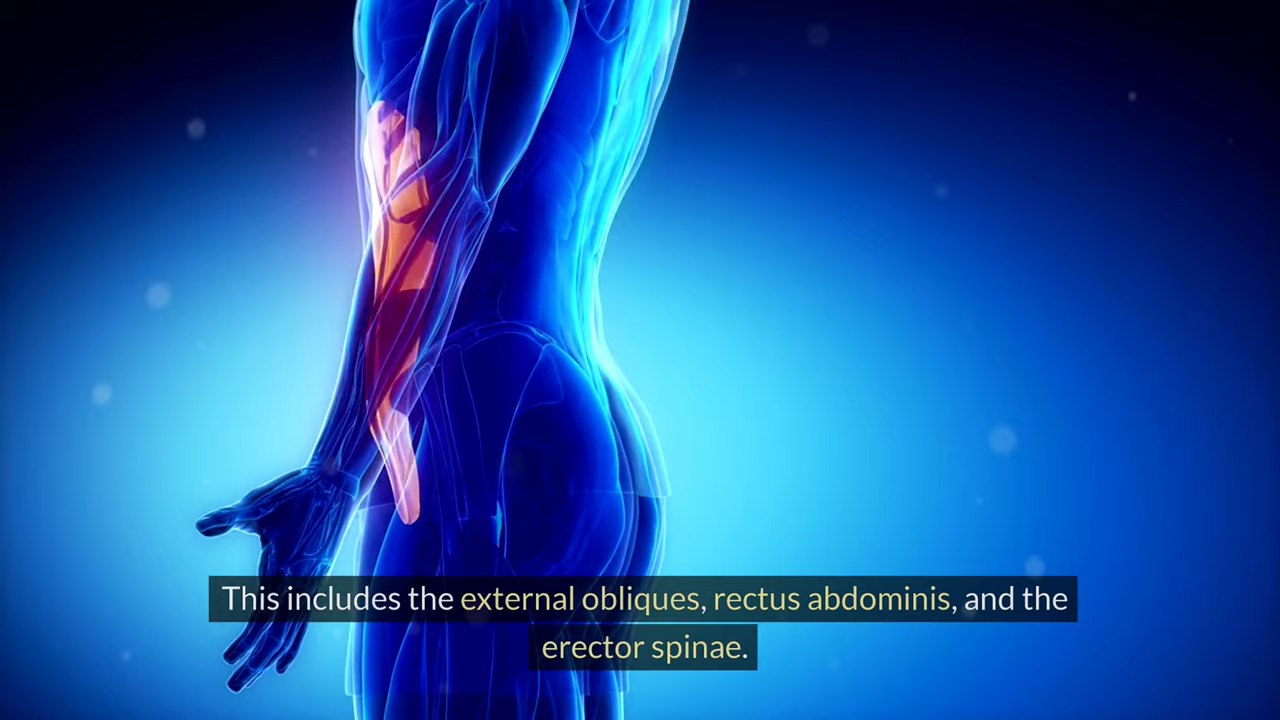 This includes the external obliques, rectus abdominis, and the
erector spinae.